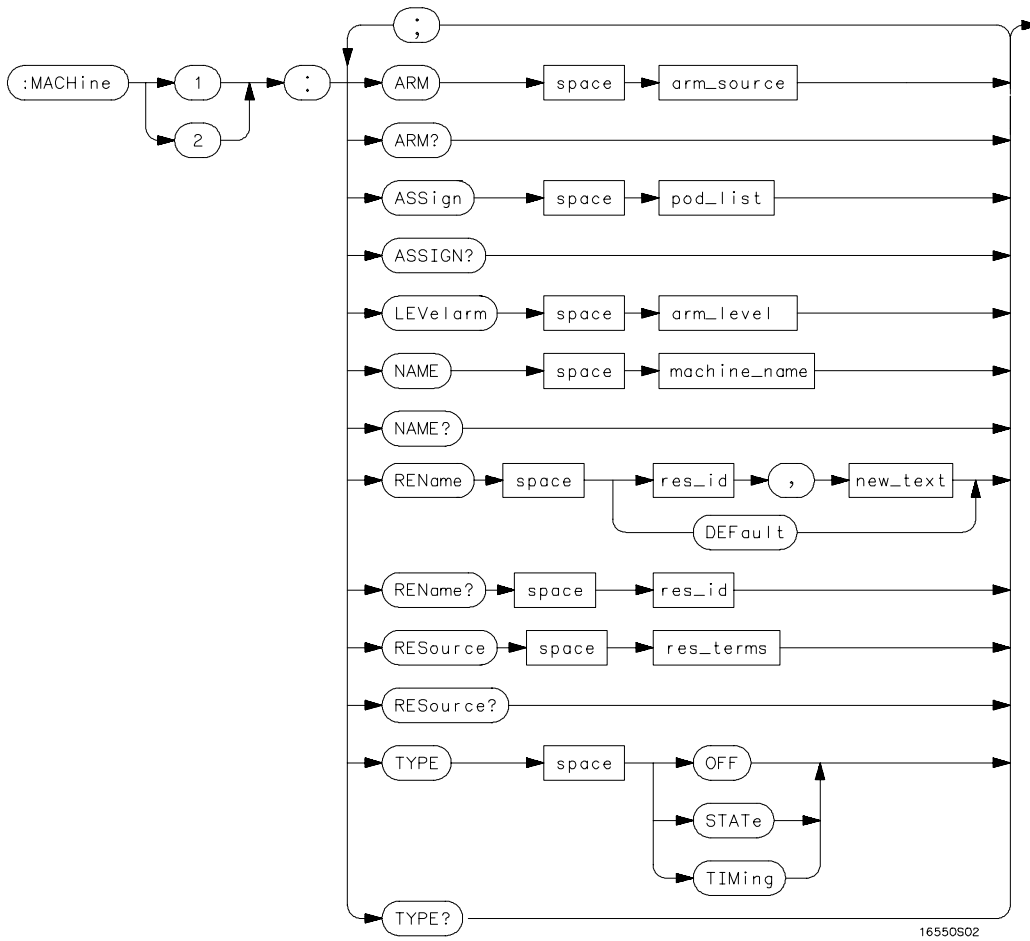 ;
:MACHine 1 : ARM space arm_source
2 ARM?
ASSign space pod_list
ASSIGN?
LEVelarm space arm_level
NAME space machine_name
NAME?
REName space res_id , new_text
DEFault
REName? space res_id
RESource space res_terms
RESource?
TYPE space OFF
STATe
TIMing
TYPE?
16550S02